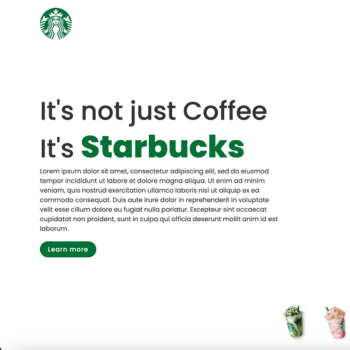 It's not just Coffee
It's Starbucks
Lorem ipsum dolor sit amet, consectetur adipiscing elit, sed do eiusmod
tempor incididunt ut labore et dolore magna aliqua. Ut enim ad minim
veniam, quis nostrud exercitation ullamco laboris nisi ut aliquip ex ea
commodo consequat. Duis aute irure dolor in reprehenderit in voluptate
velit esse cillum dolore eu fugiat nulla pariatur. Excepteur sint occaecat
cupidatat non proident, sunt in culpa qui officia deserunt mollit anim id est
laborum.
Learn more